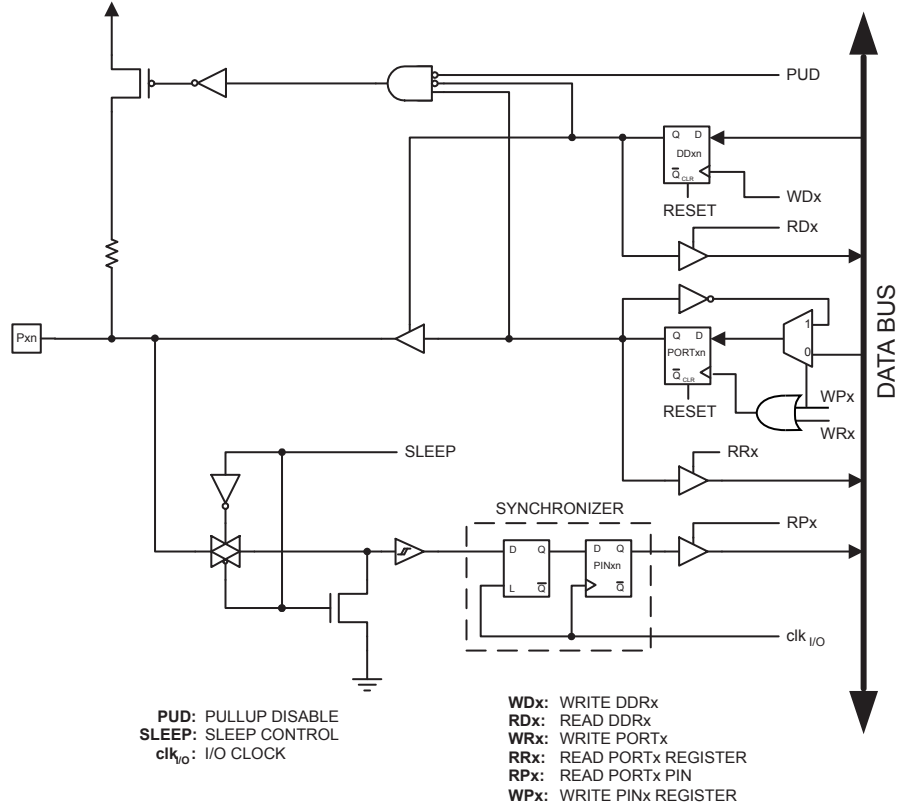 PUD
Q D
DDxn
Q CLR
WDx
RESET
RDx
Pxn
1
Q D
0
PORTxn
Q CLR
RESET
WPx
WRx
DATA BUS
SLEEP
RRx
SYNCHRONIZER
RPx
D Q
D Q
PINxn
L Q
Q
clk I/O
PUD: PULLUP DISABLE
SLEEP: SLEEP CONTROL
clkI/O: I/O CLOCK
WDx: WRITE DDRx
RDx: READ DDRx
WRx: WRITE PORTx
RRx: READ PORTx REGISTER
RPx: READ PORTx PIN
WPx: WRITE PINx REGISTER